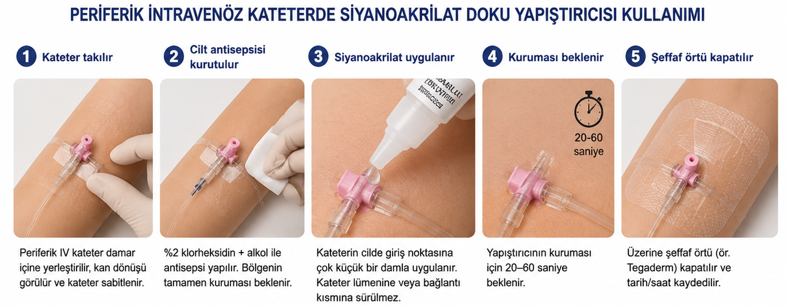 PERİFERİK İNTRAVENÖZ KATETERDE SİYANOAKRİLAT DOKU YAPIŞTIRICISI KULLANIMI
1 Kateter takılır
2 Cilt antisepsisi
kurutulur
3 Siyanoakrilat uygulanır
4 Kuruması beklenir
5 Şeffaf örtü kapatılır
20-60
saniye
Periferik IV kateter damar
içine yerleştirilir, kan dönüşü
görülür ve kateter sabitlenir.
%2 klorheksidin + alkol ile
antisepsi yapılır. Bölgenin
tamamen kuruması beklenir.
Kateterin cilde giriş noktasına
çok küçük bir damla uygulanır.
Kateter lümenine veya bağlantı
kısmına sürülmez.
Yapıştırıcının kuruması
için 20–60 saniye
beklenir.
Üzerine şeffaf örtü (ör.
Tegaderm) kapatılır ve
tarih/saat kaydedilir.